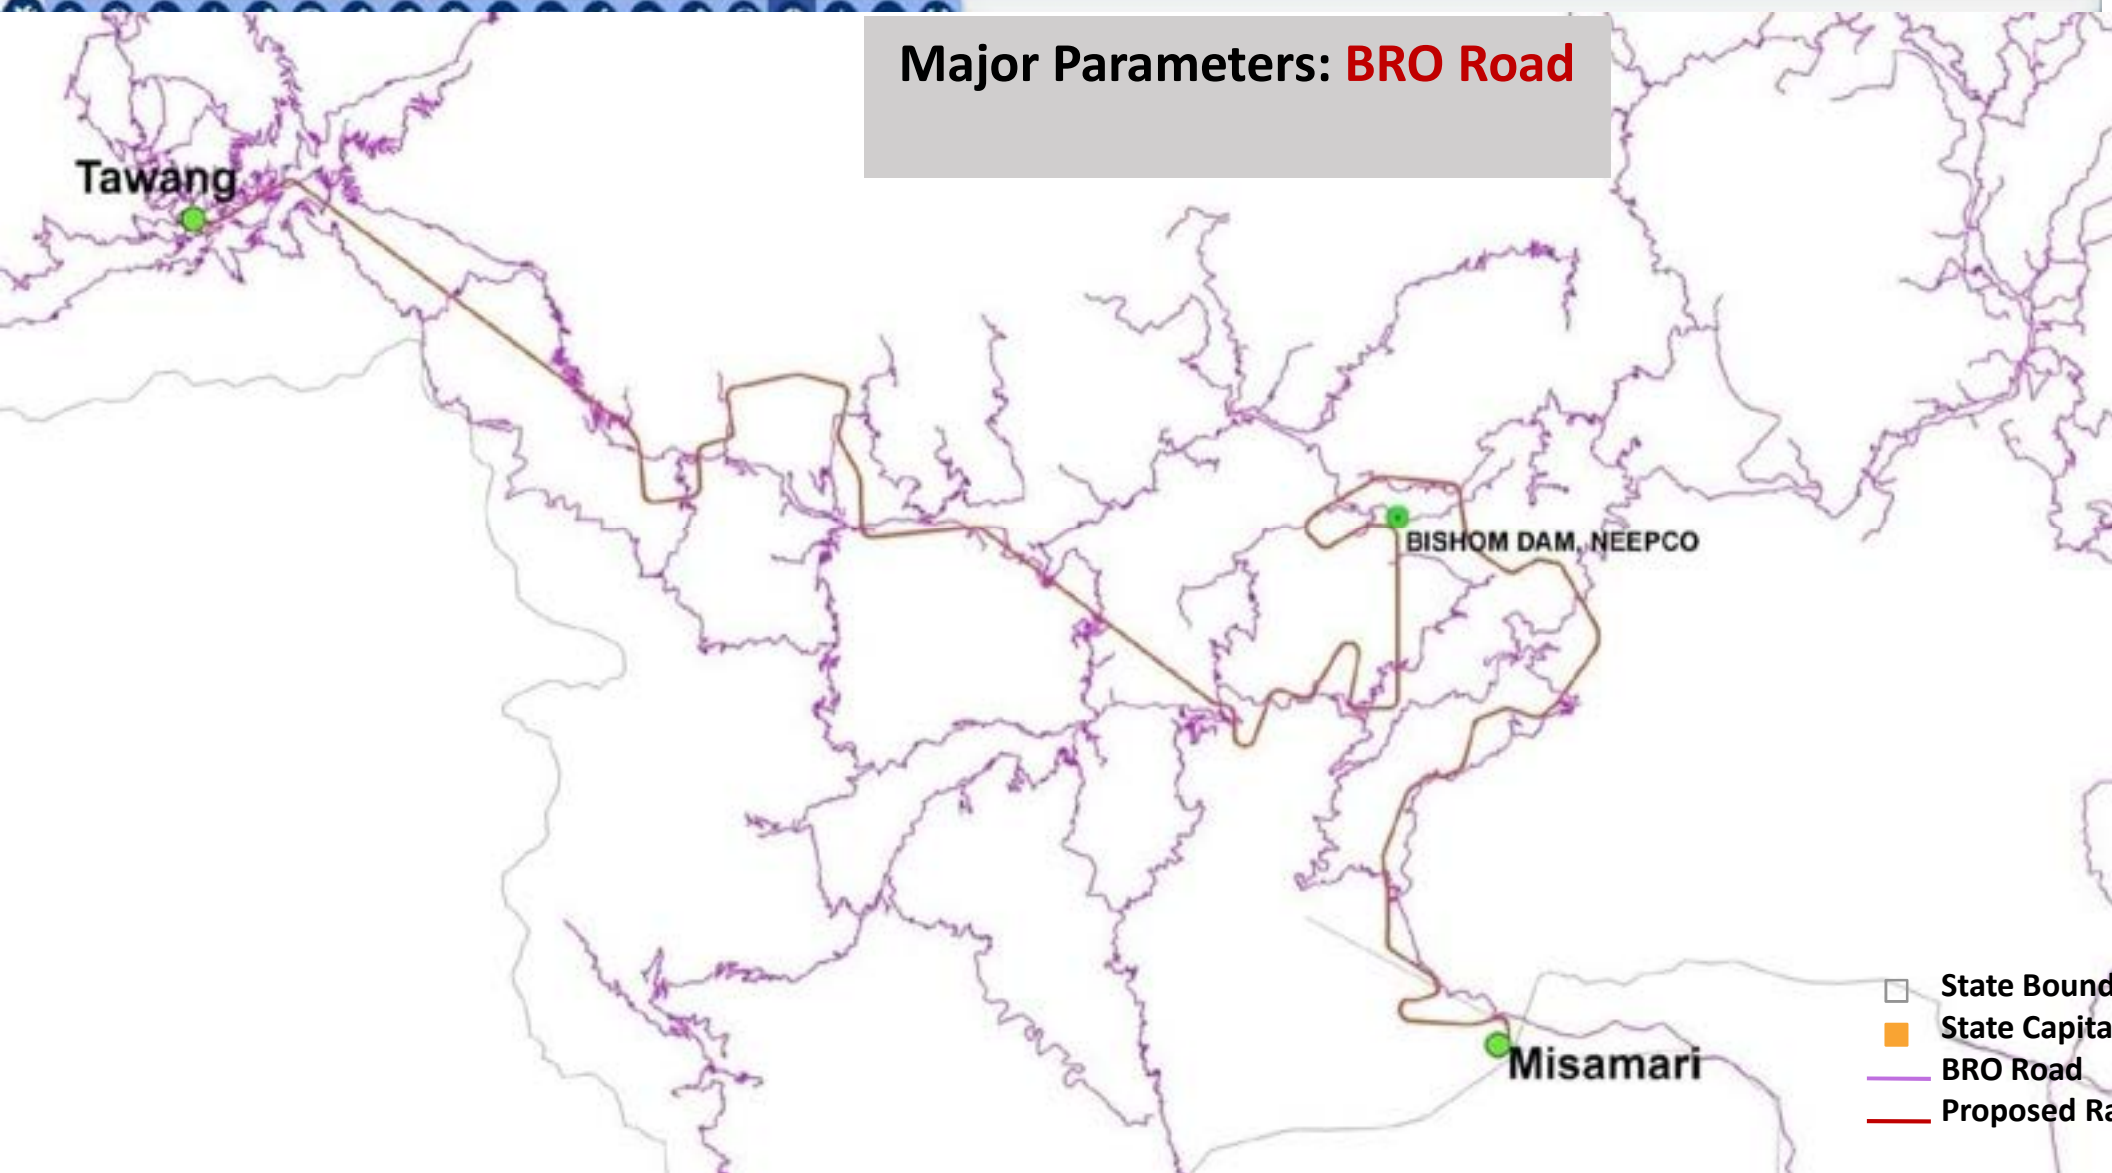 Major Parameters: BRO Road
Tawang
BISHOM DAM, NEEPCO
State Bound
State Capita
BRO Road
Proposed Ra
Misamari